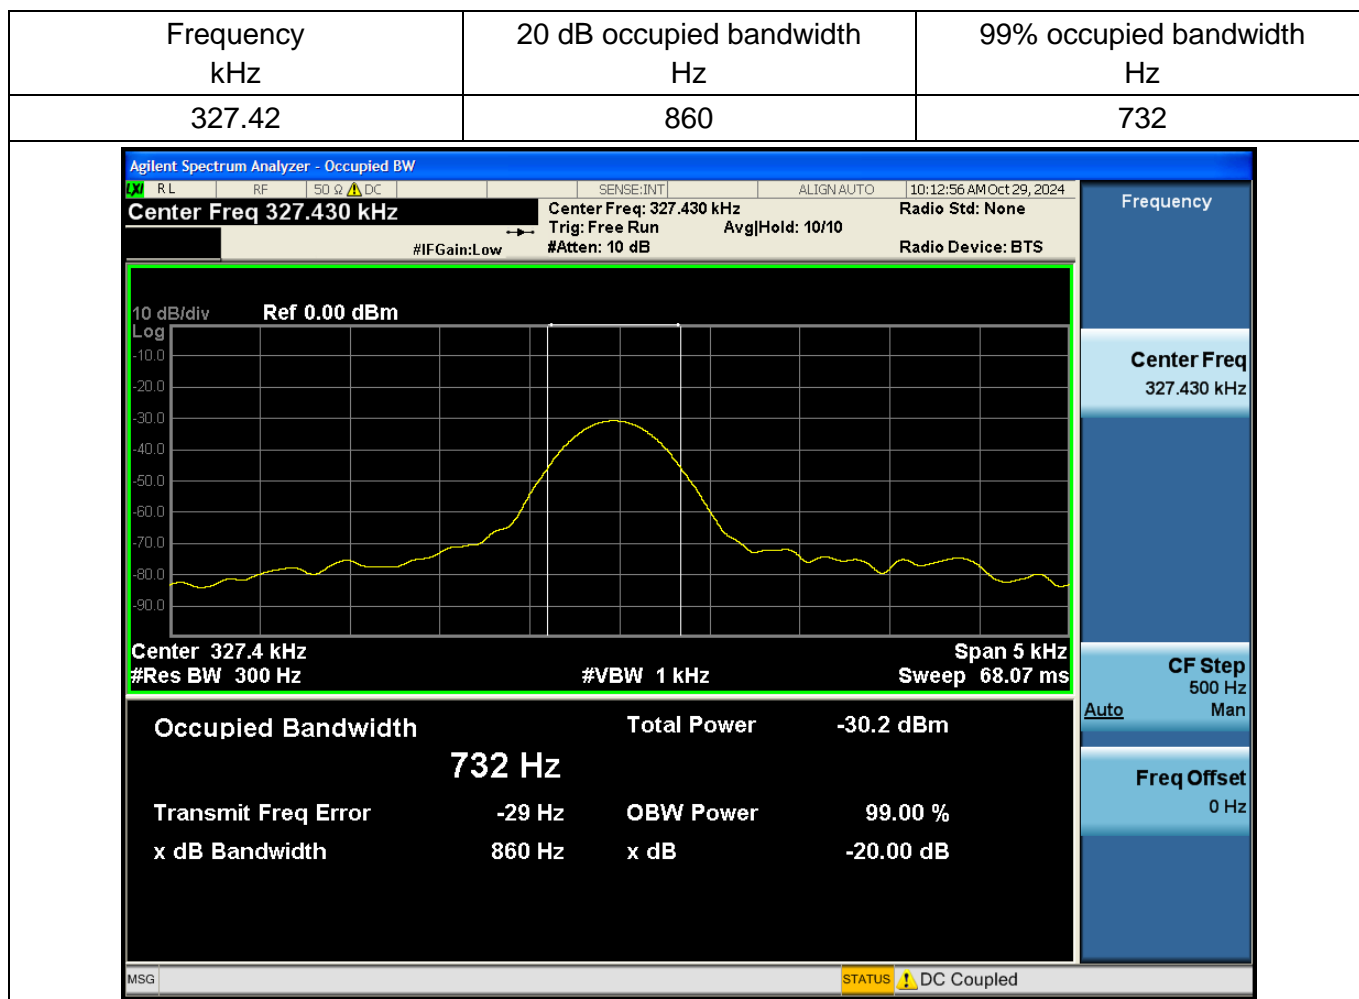 Frequency 20 dB occupied bandwidth 99% occupied bandwidth
kHz Hz Hz
327.42 860 732
Agilent Spectrum Analyzer - Occupied BW
LXI RL RF 50 Ω DC SENSE:INT ALIGN AUTO 10:12:56 AM Oct 29, 2024
Center Freq 327.430 kHz
Center Freq: 327.430 kHz Radio Std: None
Trig: Free Run Avg|Hold: 10/10
#IFGain:Low #Atten: 10 dB Radio Device: BTS
Frequency
10 dB/div Ref 0.00 dBm
Log
-10.0
-20.0
-30.0
-40.0
-50.0
-60.0
-70.0
-80.0
-90.0
Center 327.4 kHz Span 5 kHz
#Res BW 300 Hz #VBW 1 kHz Sweep 68.07 ms
Center Freq
327.430 kHz
CF Step
500 Hz
Auto Man
Freq Offset
0 Hz
Occupied Bandwidth Total Power -30.2 dBm
732 Hz
Transmit Freq Error -29 Hz OBW Power 99.00 %
x dB Bandwidth 860 Hz x dB -20.00 dB
MSG STATUS DC Coupled